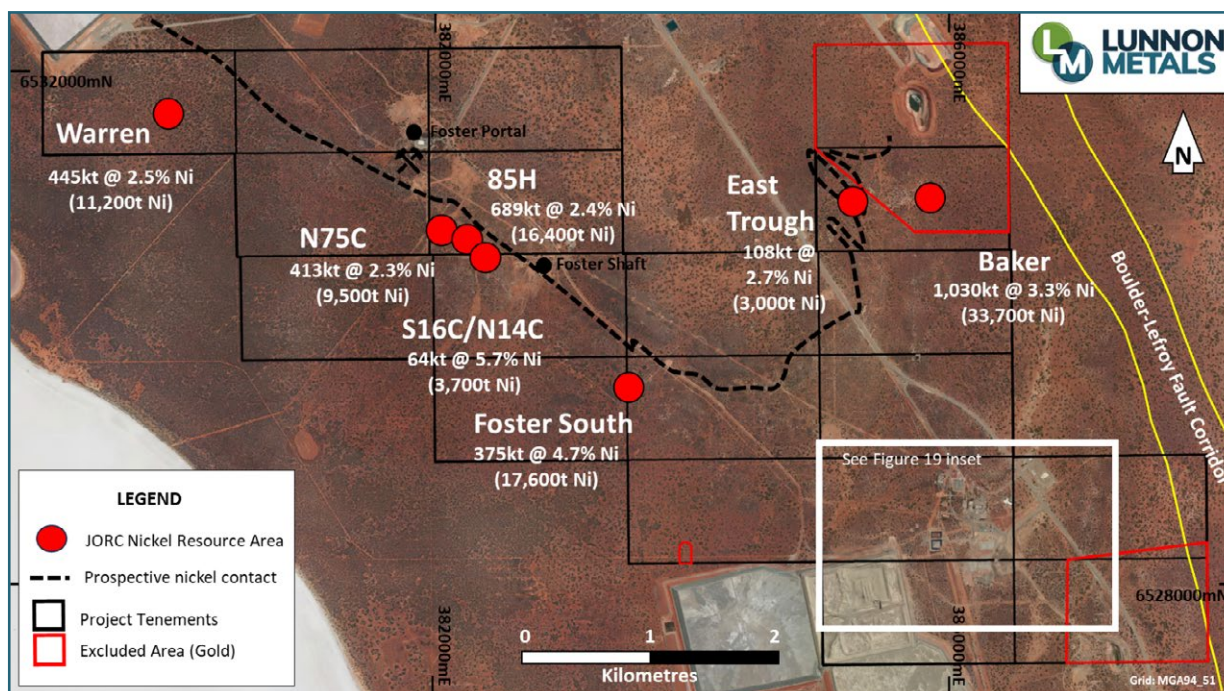 LM LUNNON
METALS
6532000mN
382000mE
386000mE
N
Warren
445kt @ 2.5% Ni
(11,200t Ni)
Foster Portal
85H
689kt @ 2.4% Ni
(16,400t Ni)
N75C
413kt @ 2.3% Ni
(9,500t Ni)
Foster Shaft
East
Trough
108kt @
2.7% Ni
(3,000t Ni)
Baker
1,030kt @ 3.3% Ni
(33,700t Ni)
Boulder-Lefroy Fault Corridor
S16C/N14C
64kt @ 5.7% Ni
(3,700t Ni)
Foster South
375kt @ 4.7% Ni
(17,600t Ni)
See Figure 19 inset
LEGEND
JORC Nickel Resource Area
Prospective nickel contact
Project Tenements
Excluded Area (Gold)
6528000mN
382000mE
0 1 2
Kilometres
Grid: MGA94_51